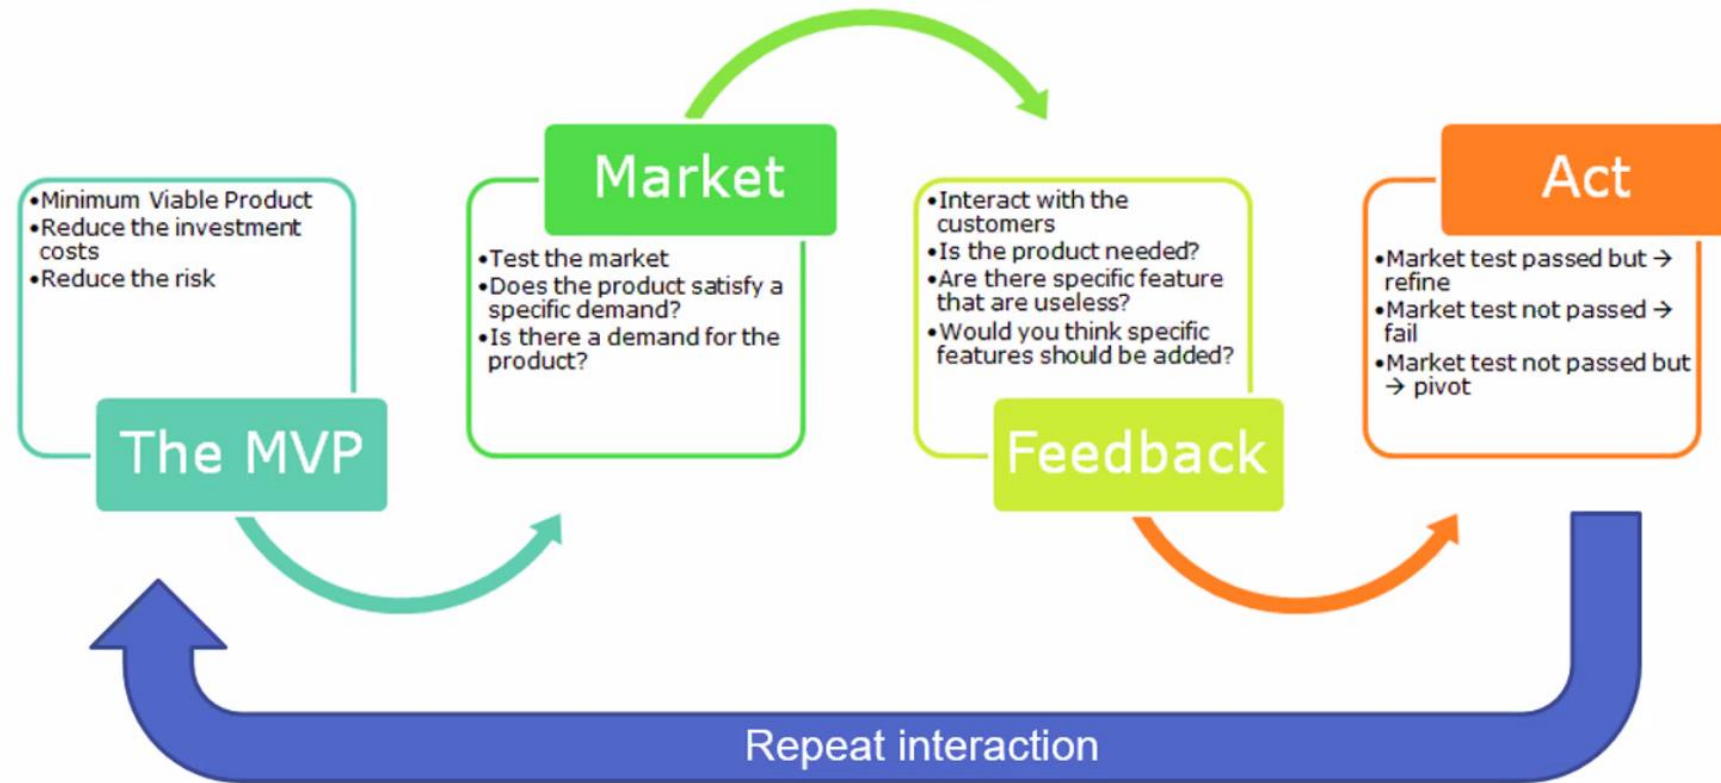 •Minimum Viable Product
•Reduce the investment
costs
•Reduce the risk
The MVP
Market
•Test the market
•Does the product satisfy a
specific demand?
•Is there a demand for the
product?
•Interact with the
customers
•Is the product needed?
•Are there specific feature
that are useless?
•Would you think specific
features should be added?
Feedback
Act
•Market test passed but →
refine
•Market test not passed →
fail
•Market test not passed but
→ pivot
Repeat interaction